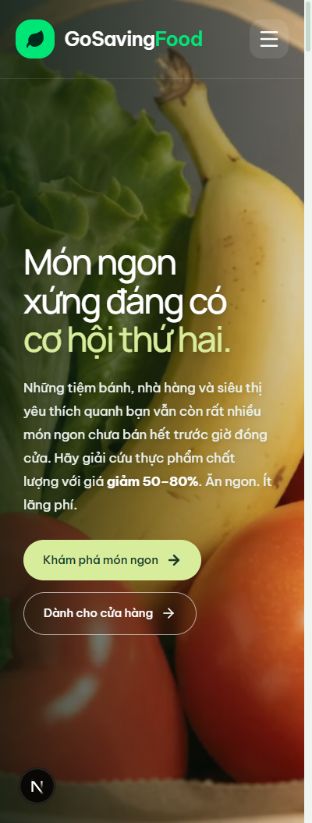 GoSavingFood
Món ngon
xứng đáng có
cơ hội thứ hai.
Những tiệm bánh, nhà hàng và siêu thị
yêu thích quanh bạn vẫn còn rất nhiều
món ngon chưa bán hết trước giờ đóng
cửa. Hãy giải cứu thực phẩm chất
lượng với giá giảm 50–80%. Ăn ngon. Ít
lãng phí.
Khám phá món ngon →
Dành cho cửa hàng →
N